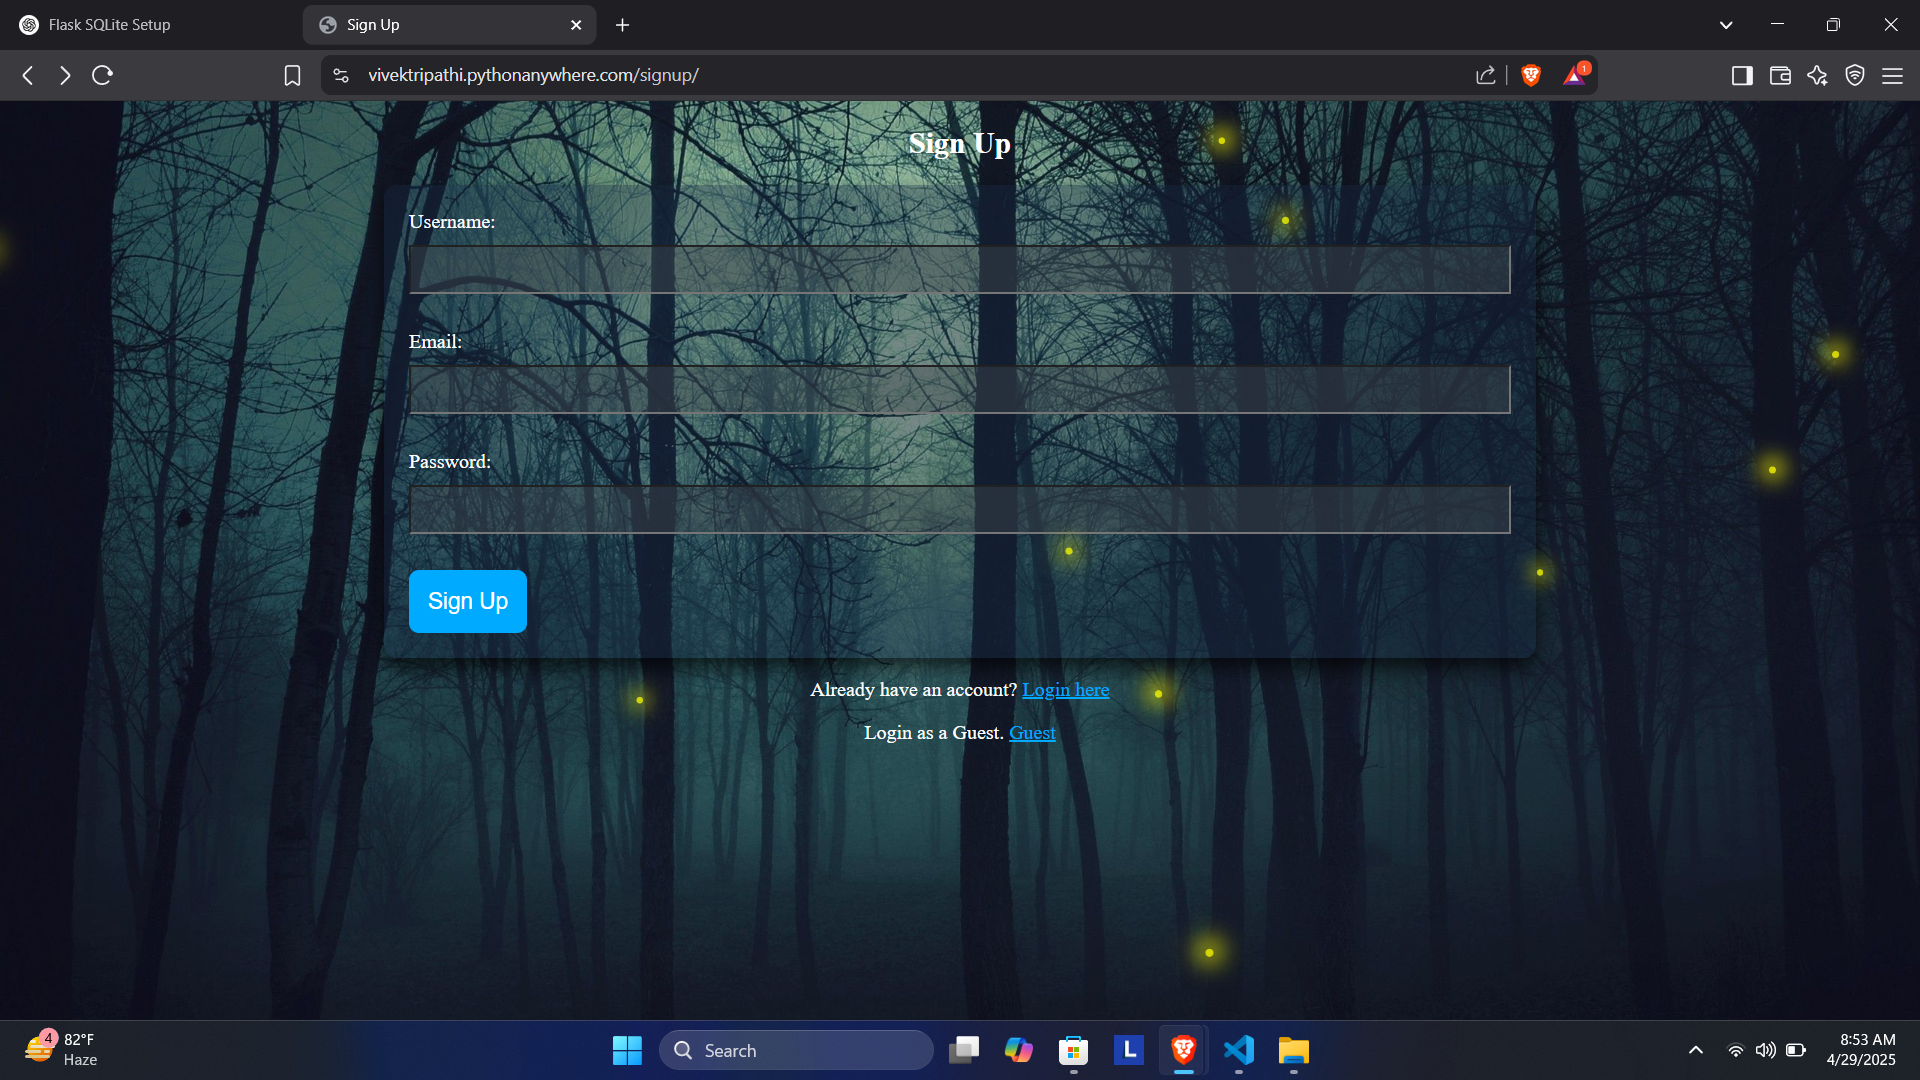 Flask SQLite Setup
Sign Up
vivektripathi.pythonanywhere.com/signup/
1
Sign Up
Username:
Email:
Password:
Sign Up
Already have an account? Login here
Login as a Guest. Guest
4
82°F
Haze
Search
L
8:53 AM
4/29/2025